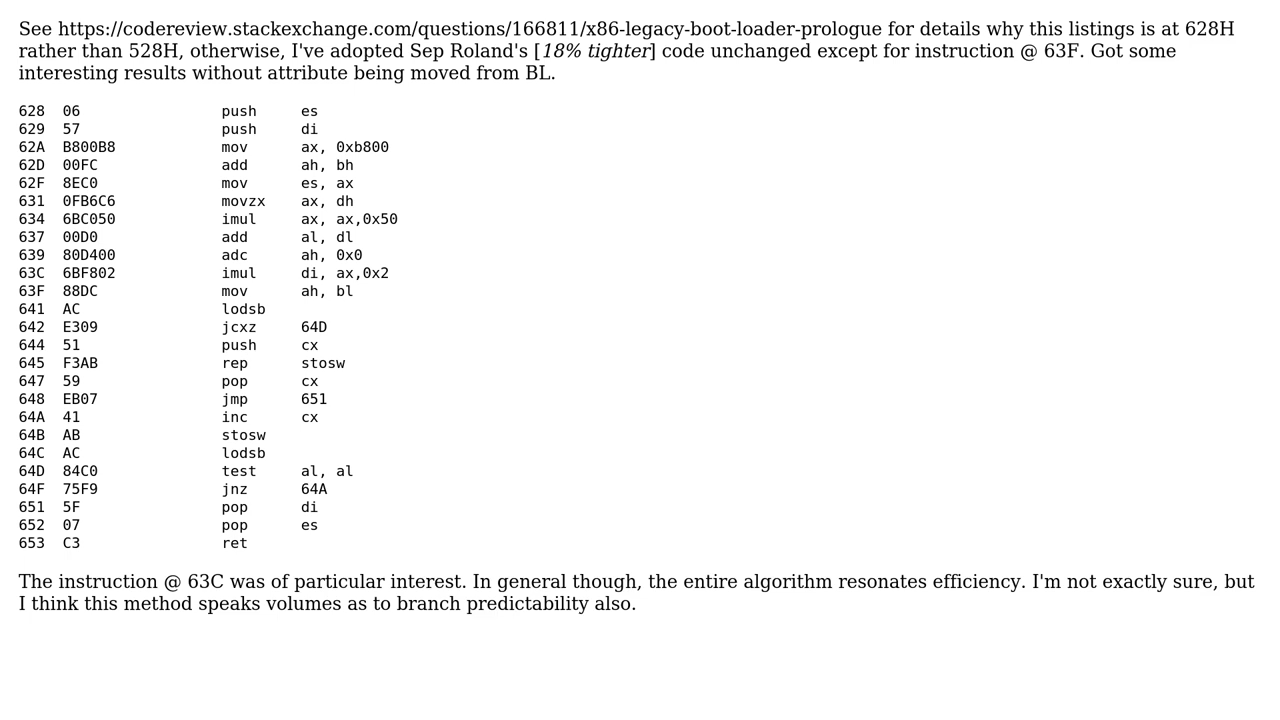 See https://codereview.stackexchange.com/questions/166811/x86-legacy-boot-loader-prologue for details why this listings is at 628H
rather than 528H, otherwise, I've adopted Sep Roland's [18% tighter] code unchanged except for instruction @ 63F. Got some
interesting results without attribute being moved from BL.
628 06 push es
629 57 push di
62A B800B8 mov ax, 0xb800
62D 00FC add ah, bh
62F 8EC0 mov es, ax
631 0FB6C6 movzx ax, dh
634 6BC050 imul ax, ax,0x50
637 00D0 add al, dl
639 80D400 adc ah, 0x0
63C 6BF802 imul di, ax,0x2
63F 88DC mov ah, bl
641 AC lodsb
642 E309 jcxz 64D
644 51 push cx
645 F3AB rep stosw
647 59 pop cx
648 EB07 jmp 651
64A 41 inc cx
64B AB stosw
64C AC lodsb
64D 84C0 test al, al
64F 75F9 jnz 64A
651 5F pop di
652 07 pop es
653 C3 ret
The instruction @ 63C was of particular interest. In general though, the entire algorithm resonates efficiency. I'm not exactly sure, but
I think this method speaks volumes as to branch predictability also.